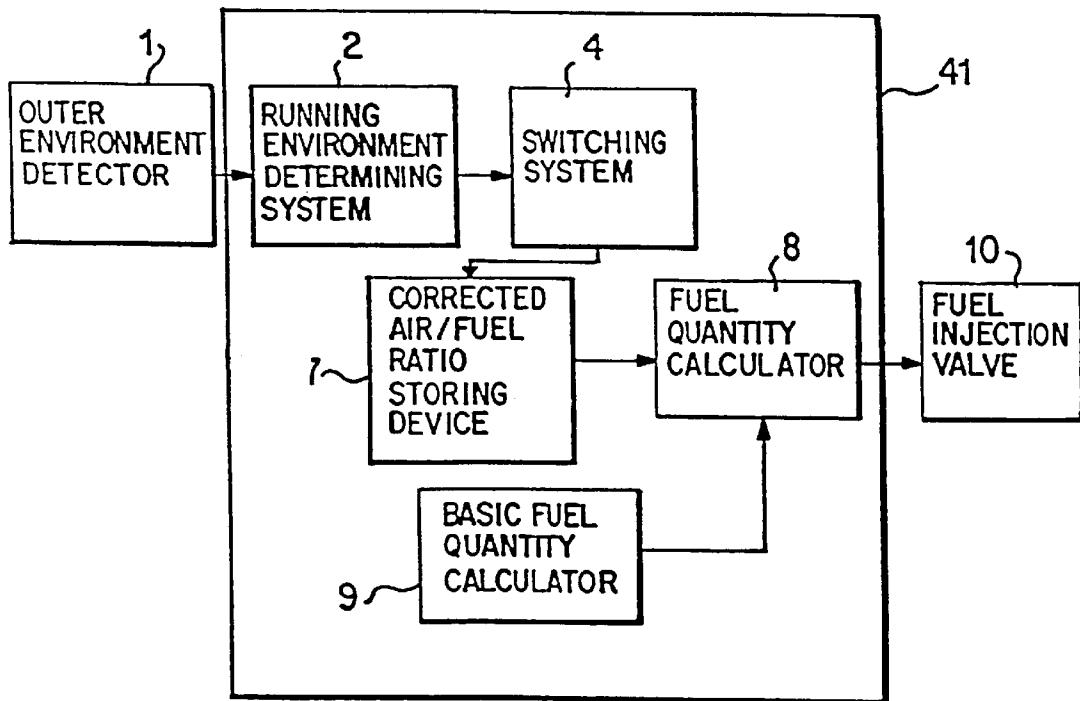 1
OUTER
ENVIRONMENT
DETECTOR
2
RUNNING
ENVIRONMENT
DETERMINING
SYSTEM
4
SWITCHING
SYSTEM
41
7
CORRECTED
AIR/FUEL
RATIO
STORING
DEVICE
8
FUEL
QUANTITY
CALCULATOR
10
FUEL
INJECTION
VALVE
9
BASIC FUEL
QUANTITY
CALCULATOR